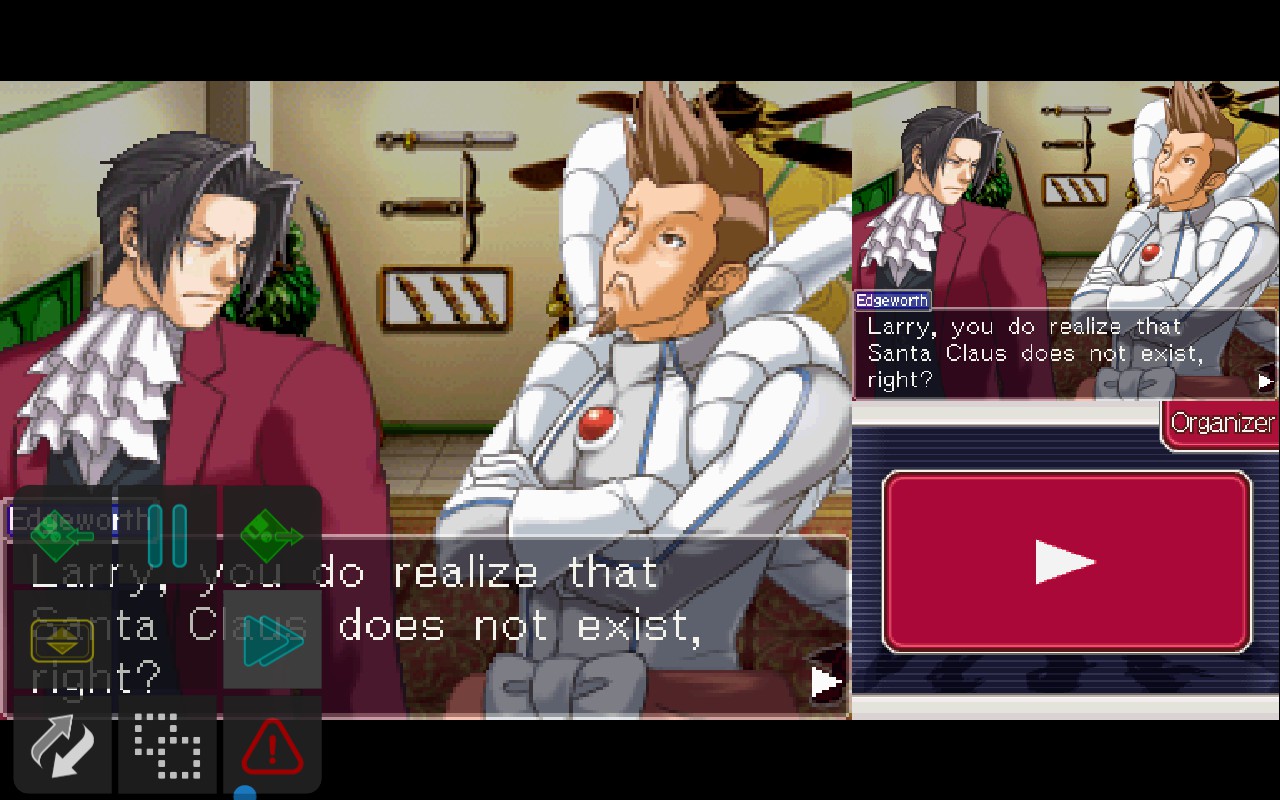 Edgeworth
Larry, you do realize that
Santa Claus does not exist,
right?
Edgeworth
Larry, you do realize that
Santa Claus does not exist,
right?
Organizer